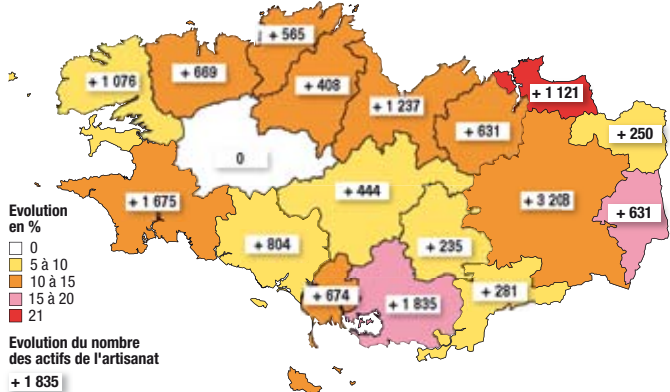 + 565
+ 1 076
+ 669
+ 408
+ 1 121
+ 1 237
+ 631
+ 250
0
+ 444
+ 1 675
+ 3 208
+ 631
Evolution
en %
0
5 à 10
10 à 15
15 à 20
21
+ 804
+ 235
+ 674
+ 1 835
+ 281
Evolution du nombre
des actifs de l'artisanat
+ 1 835